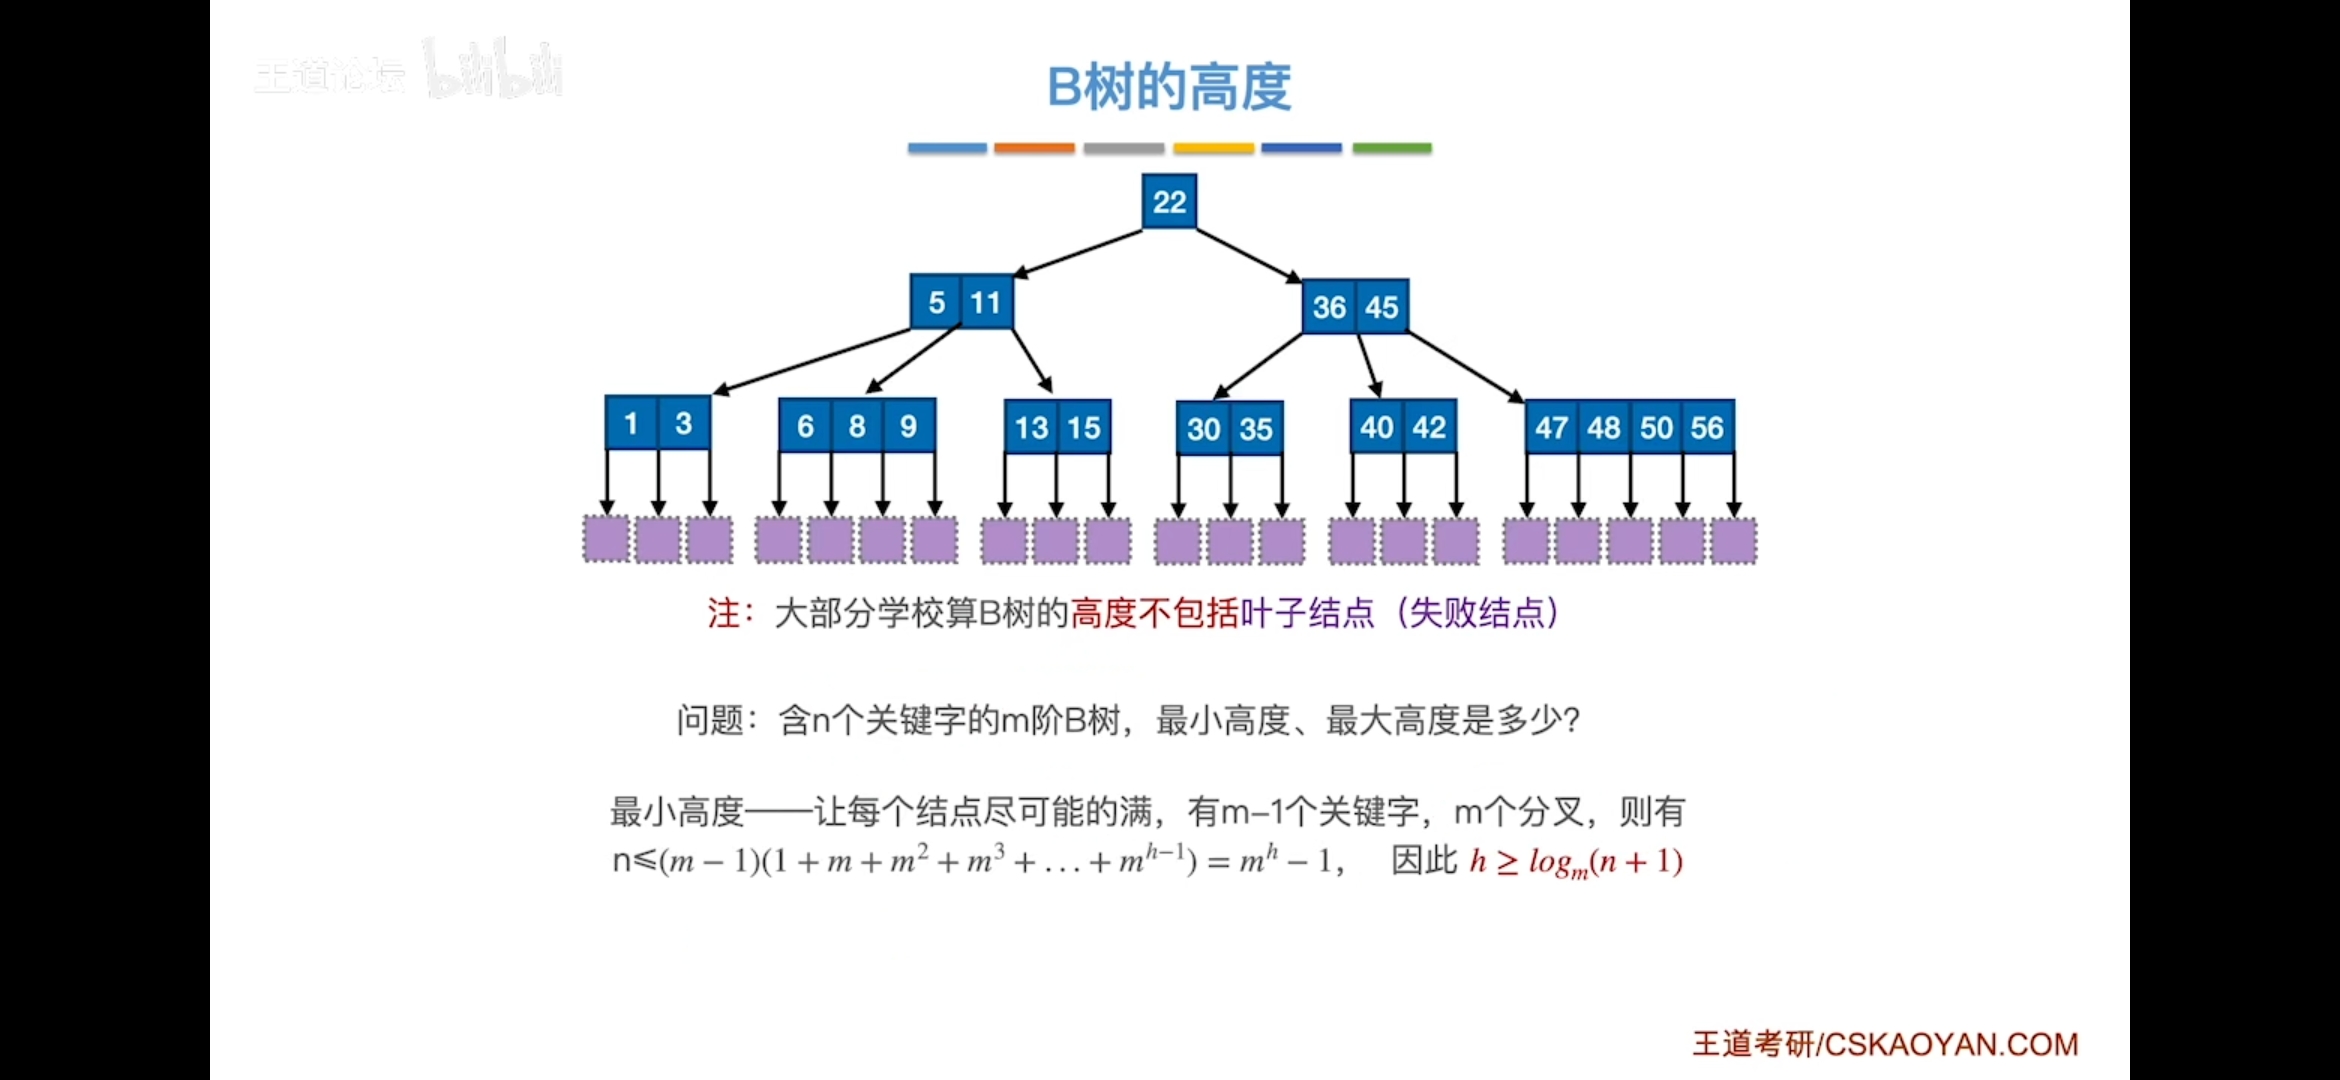 王道论坛 bilibili
B树的高度
22
5 11 36 45
1 3 6 8 9 13 15 30 35 40 42 47 48 50 56
注：大部分学校算B树的高度不包括叶子结点（失败结点）
问题：含n个关键字的m阶B树，最小高度、最大高度是多少？
最小高度——让每个结点尽可能的满，有m-1个关键字，m个分叉，则有
n≤(m − 1)(1 + m + m² + m³ + . . . + mʰ⁻¹) = mʰ − 1， 因此 h ≥ logₘ(n + 1)
王道考研/CSKAOYAN.COM